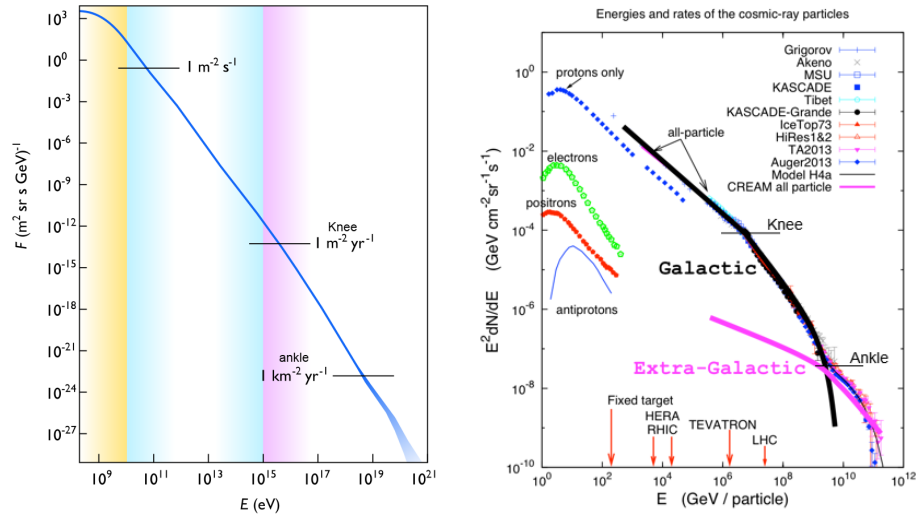 10³
10⁰
10⁻³
10⁻⁶
10⁻⁹
10⁻¹²
10⁻¹⁵
10⁻¹⁸
10⁻²¹
10⁻²⁴
10⁻²⁷
F (m² sr s GeV)⁻¹
1 m⁻² s⁻¹
Knee
1 m⁻² yr⁻¹
ankle
1 km⁻² yr⁻¹
10⁹ 10¹¹ 10¹³ 10¹⁵ 10¹⁷ 10¹⁹ 10²¹
E (eV)
Energies and rates of the cosmic-ray particles
Grigorov
Akeno
MSU
KASCADE
Tibet
KASCADE-Grande
IceTop73
HiRes1&2
TA2013
Auger2013
Model H4a
CREAM all particle
10⁰
10⁻²
10⁻⁴
10⁻⁶
10⁻⁸
10⁻¹⁰
E²dN/dE (GeV cm⁻²sr⁻¹s⁻¹)
protons only
all-particle
electrons
positrons
antiprotons
Knee
Galactic
Ankle
Extra-Galactic
Fixed target
HERA
RHIC
TEVATRON
LHC
10⁰ 10² 10⁴ 10⁶ 10⁸ 10¹⁰ 10¹²
E (GeV / particle)